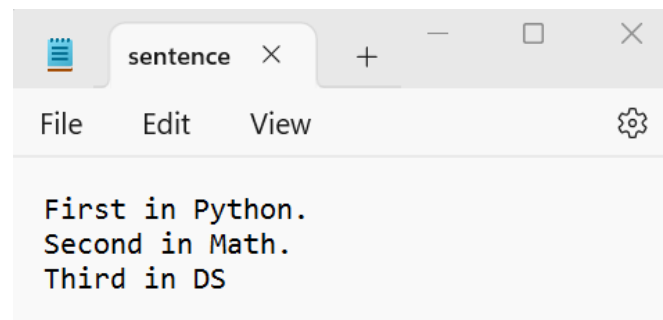 sentence
File Edit View
First in Python.
Second in Math.
Third in DS